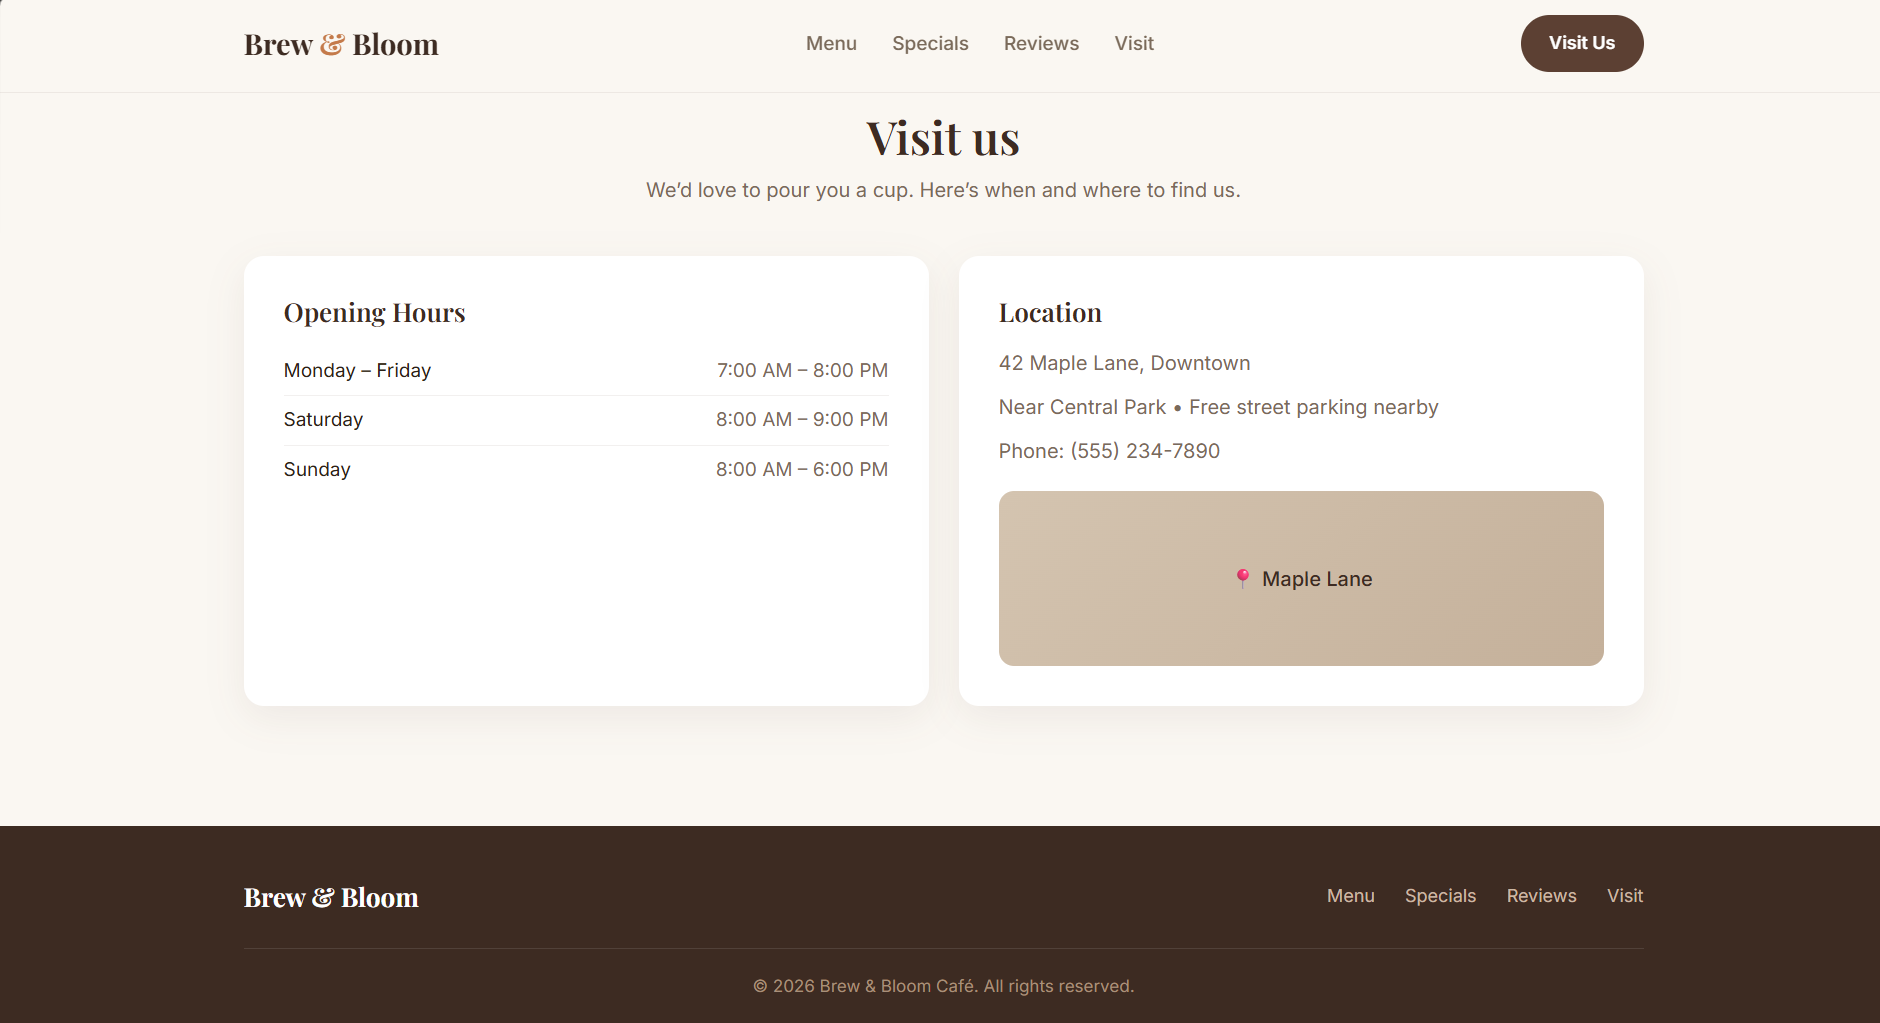 Brew & Bloom
Menu Specials Reviews Visit
Visit Us
Visit us
We’d love to pour you a cup. Here’s when and where to find us.
Opening Hours
Monday – Friday 7:00 AM – 8:00 PM
Saturday 8:00 AM – 9:00 PM
Sunday 8:00 AM – 6:00 PM
Location
42 Maple Lane, Downtown
Near Central Park • Free street parking nearby
Phone: (555) 234-7890
📍 Maple Lane
Brew & Bloom
Menu Specials Reviews Visit
© 2026 Brew & Bloom Café. All rights reserved.